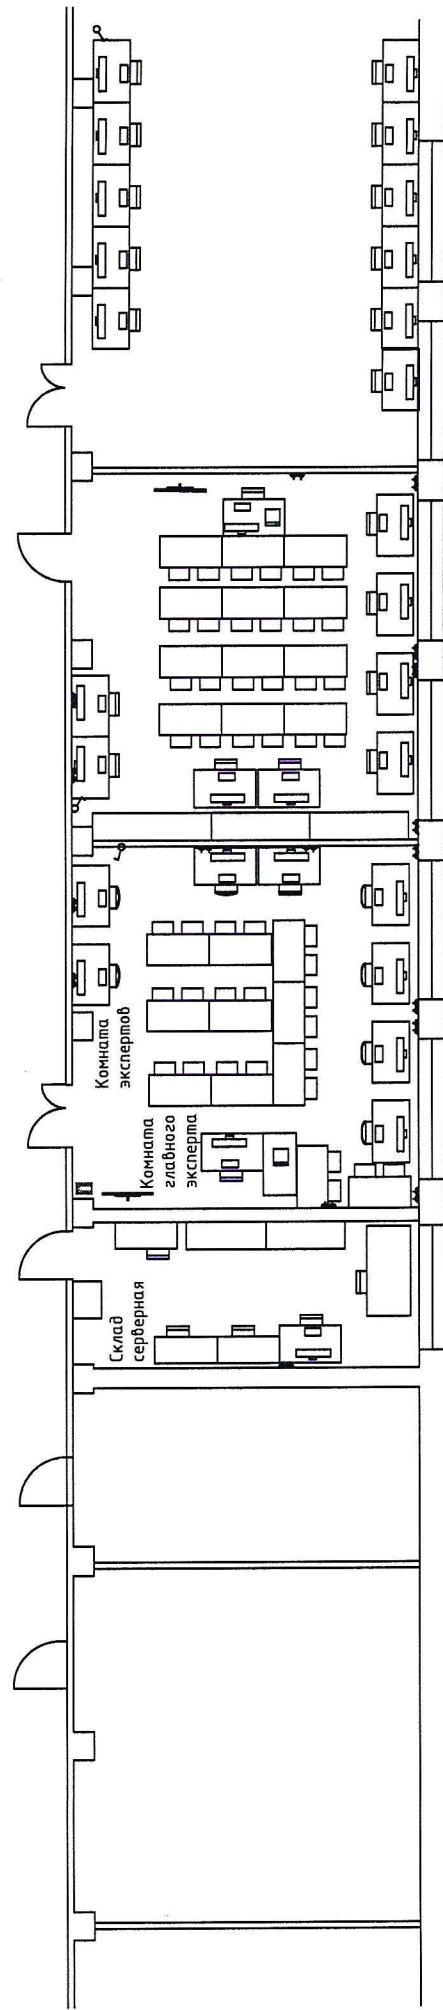 Комната
экспертов
Комната
главного
эксперта
Склад
серверная